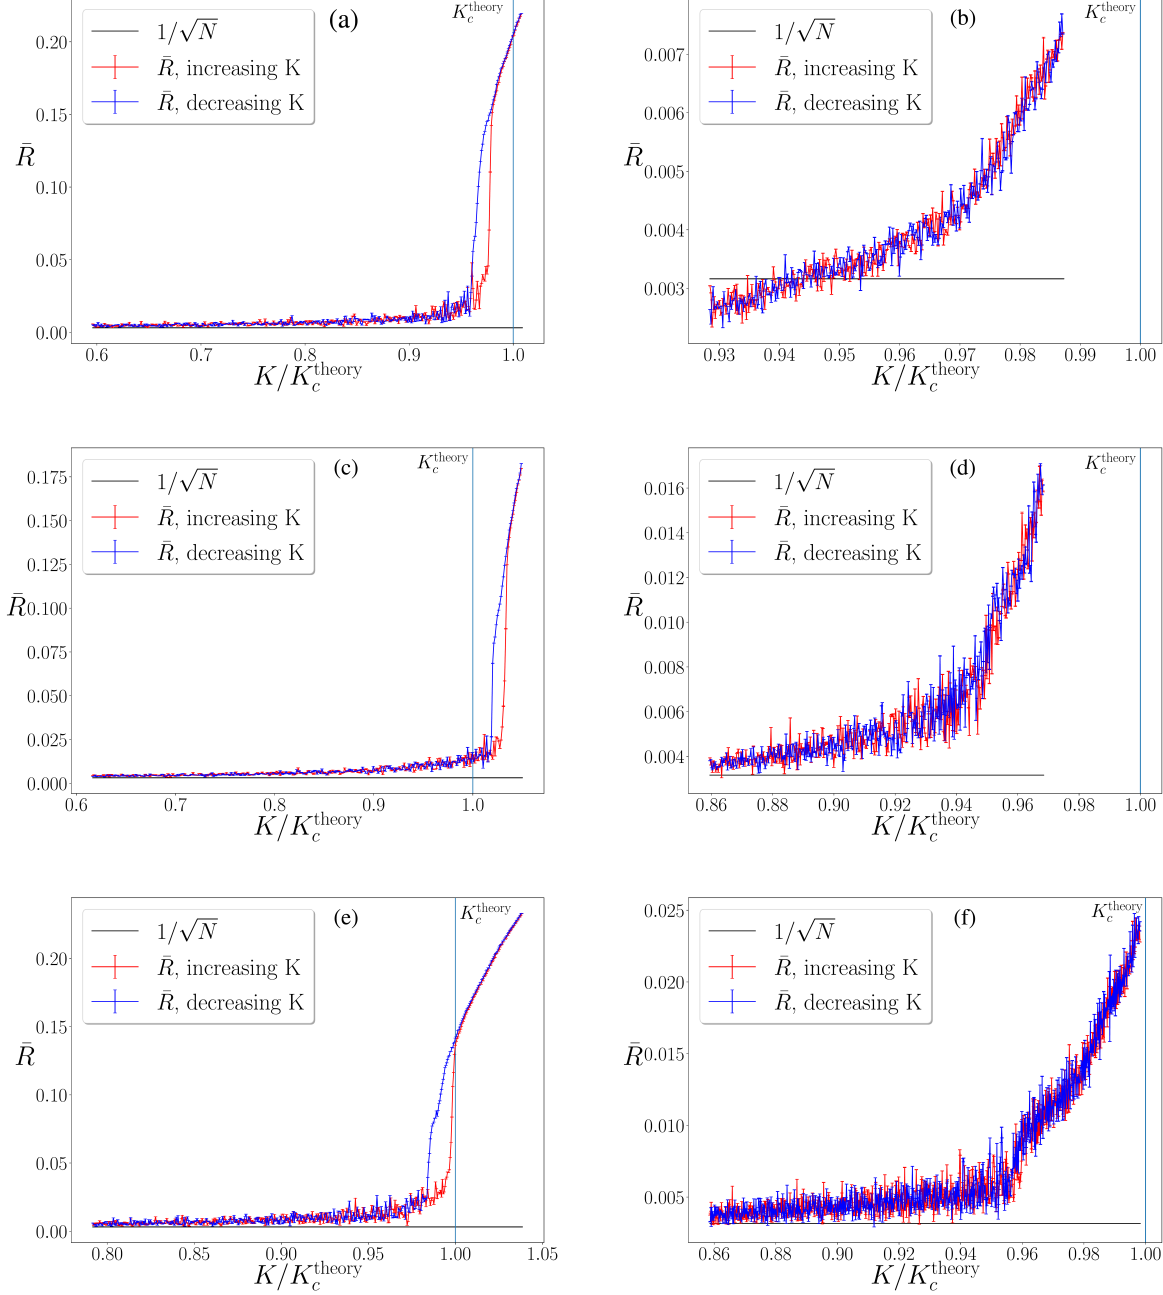 (a)
K_c^theory
1/√N
R̄, increasing K
R̄, decreasing K
R̄
0.20
0.15
0.10
0.05
0.00
0.6 0.7 0.8 0.9 1.0
K/K_c^theory
(b)
K_c^theory
1/√N
R̄, increasing K
R̄, decreasing K
R̄
0.007
0.006
0.005
0.004
0.003
0.93 0.94 0.95 0.96 0.97 0.98 0.99 1.00
K/K_c^theory
(c)
K_c^theory
1/√N
R̄, increasing K
R̄, decreasing K
R̄
0.175
0.150
0.125
0.100
0.075
0.050
0.025
0.000
0.6 0.7 0.8 0.9 1.0
K/K_c^theory
(d)
K_c^theory
1/√N
R̄, increasing K
R̄, decreasing K
R̄
0.016
0.014
0.012
0.010
0.008
0.006
0.004
0.86 0.88 0.90 0.92 0.94 0.96 0.98 1.00
K/K_c^theory
(e)
K_c^theory
1/√N
R̄, increasing K
R̄, decreasing K
R̄
0.20
0.15
0.10
0.05
0.00
0.80 0.85 0.90 0.95 1.00 1.05
K/K_c^theory
(f)
K_c^theory
1/√N
R̄, increasing K
R̄, decreasing K
R̄
0.025
0.020
0.015
0.010
0.005
0.86 0.88 0.90 0.92 0.94 0.96 0.98 1.00
K/K_c^theory